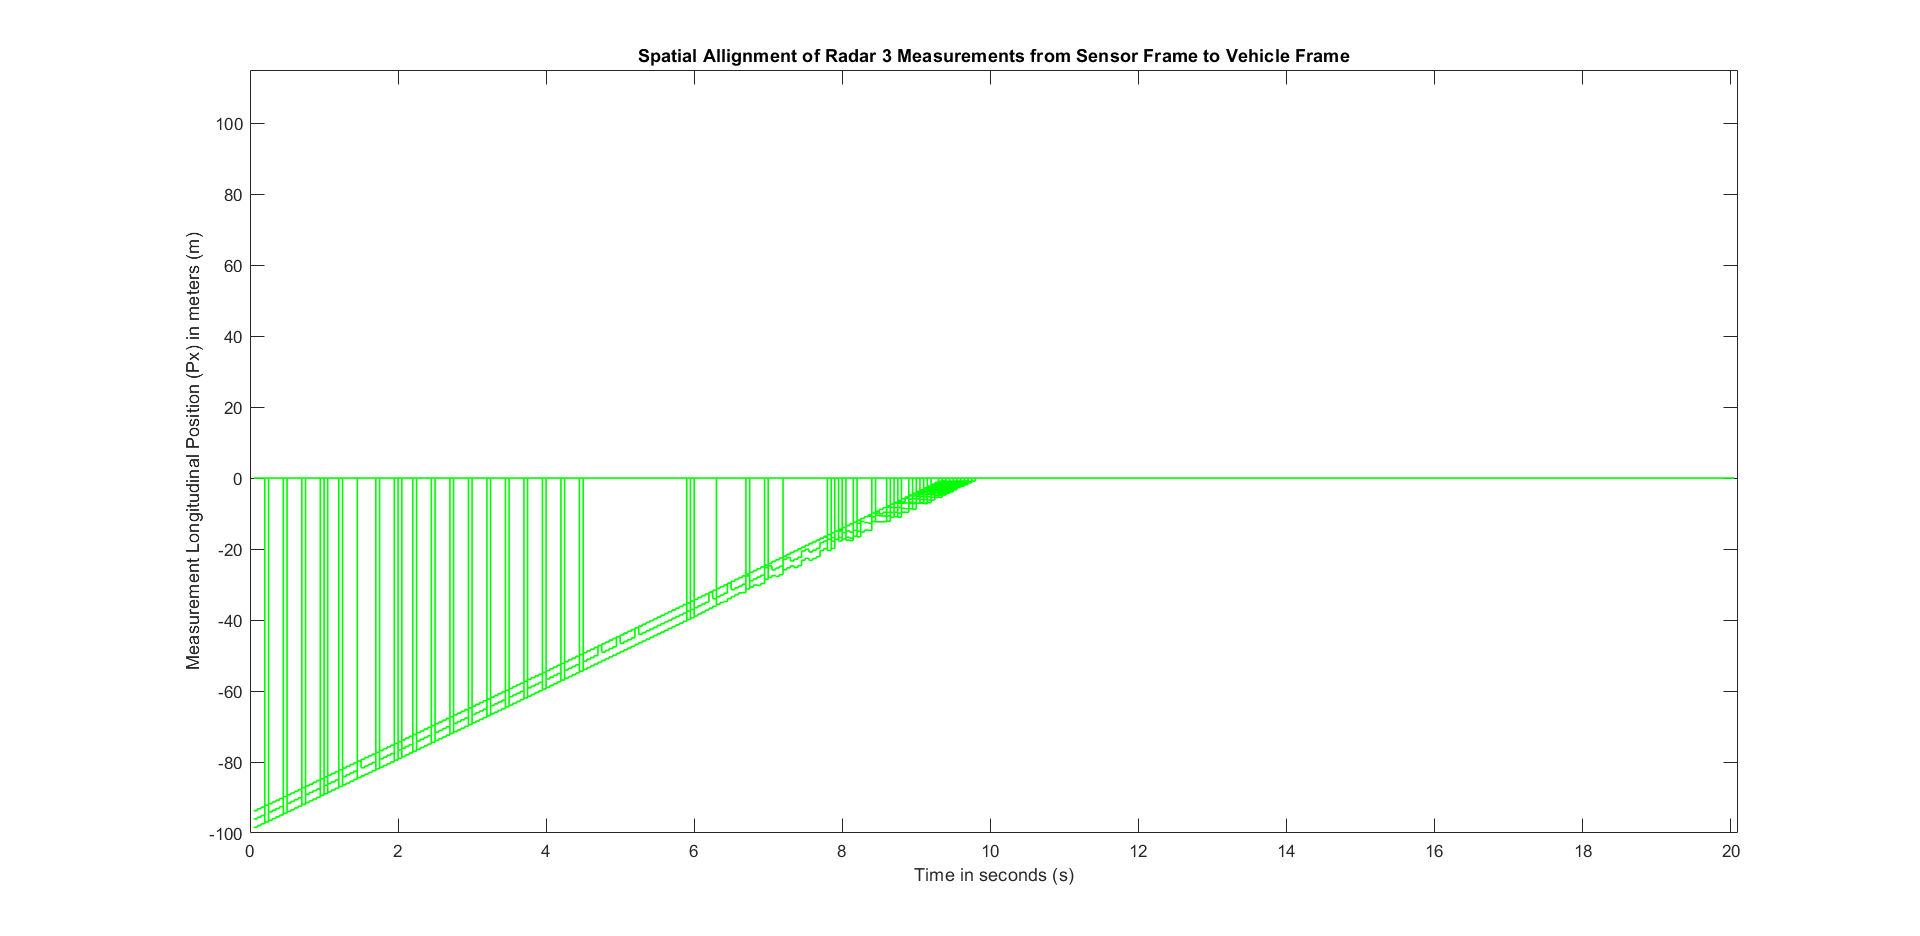 Spatial Allignment of Radar 3 Measurements from Sensor Frame to Vehicle Frame
Measurement Longitudinal Position (Px) in meters (m)
100
80
60
40
20
0
-20
-40
-60
-80
-100
0 2 4 6 8 10 12 14 16 18 20
Time in seconds (s)